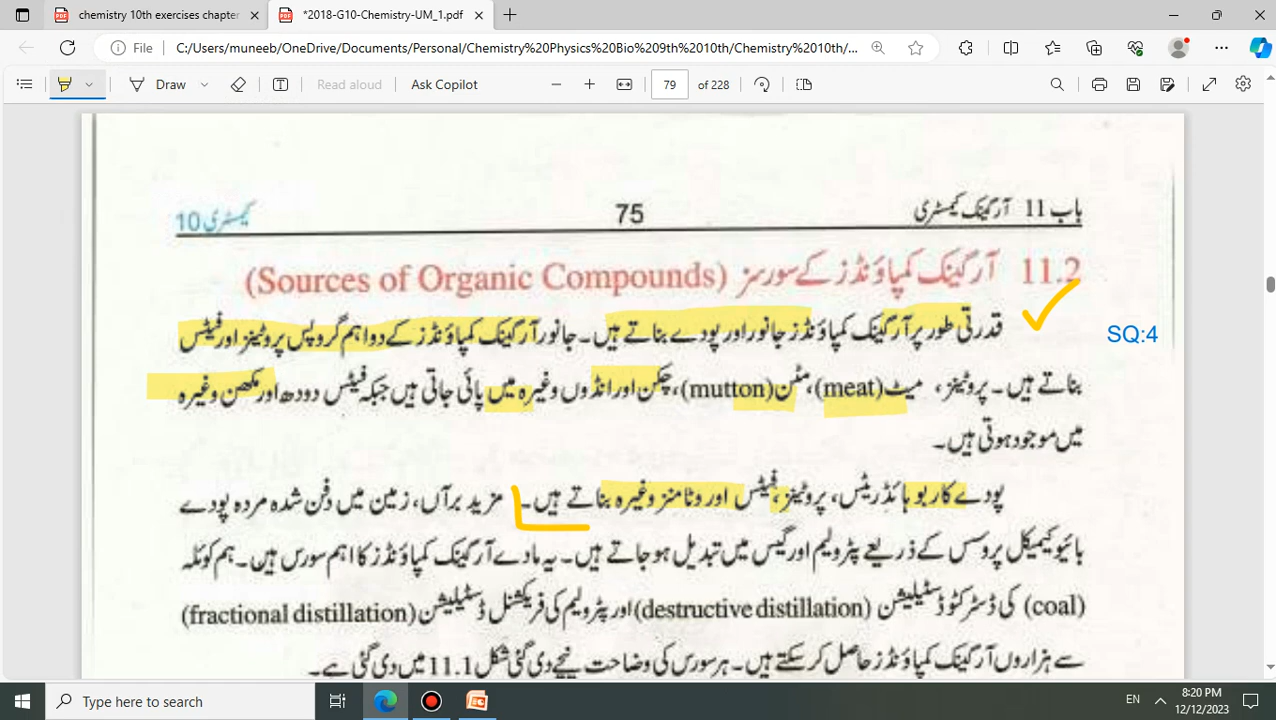 chemistry 10th exercises chapter
*2018-G10-Chemistry-UM_1.pdf
File
C:/Users/muneeb/OneDrive/Documents/Personal/Chemistry%20Physics%20Bio%209th%2010th/Chemistry%2010th/...
Draw
Read aloud
Ask Copilot
79
of 228
باب 11 آرگینک کیمسٹری
75
کیمسٹری 10
11.2 آرگینک کمپاؤنڈز کے سورسز (Sources of Organic Compounds)
قدرتی طور پر آرگینک کمپاؤنڈز جانور اور پودے بناتے ہیں۔ جانور آرگینک کمپاؤنڈز کے دو اہم گروپس پروٹینز اور فیٹس
SQ:4
بناتے ہیں۔ پروٹینز، میٹ (meat)، مٹن (mutton)، چکن اور انڈوں وغیرہ میں پائی جاتی ہیں جبکہ فیٹس دودھ اور مکھن وغیرہ
میں موجود ہوتی ہیں۔
پودے کاربوہائڈریٹس، پروٹینز، فیٹس اور وٹامنز وغیرہ بناتے ہیں۔ مزید برآں، زمین میں دفن شدہ مردہ پودے
بائیوکیمیکل پروسس کے ذریعے پٹرولیم اور گیس میں تبدیل ہو جاتے ہیں۔ یہ مادے آرگینک کمپاؤنڈز کا اہم سورس ہیں۔ ہم کوئلہ
(coal) کی ڈسٹرکٹو ڈسٹیلیشن (destructive distillation) اور پٹرولیم کی فریکشنل ڈسٹیلیشن (fractional distillation)
سے ہزاروں آرگینک کمپاؤنڈز حاصل کر سکتے ہیں۔ ہر سورس کی وضاحت نیچے دی گئی شکل 11.1 میں دی گئی ہے۔
Type here to search
EN
8:20 PM
12/12/2023